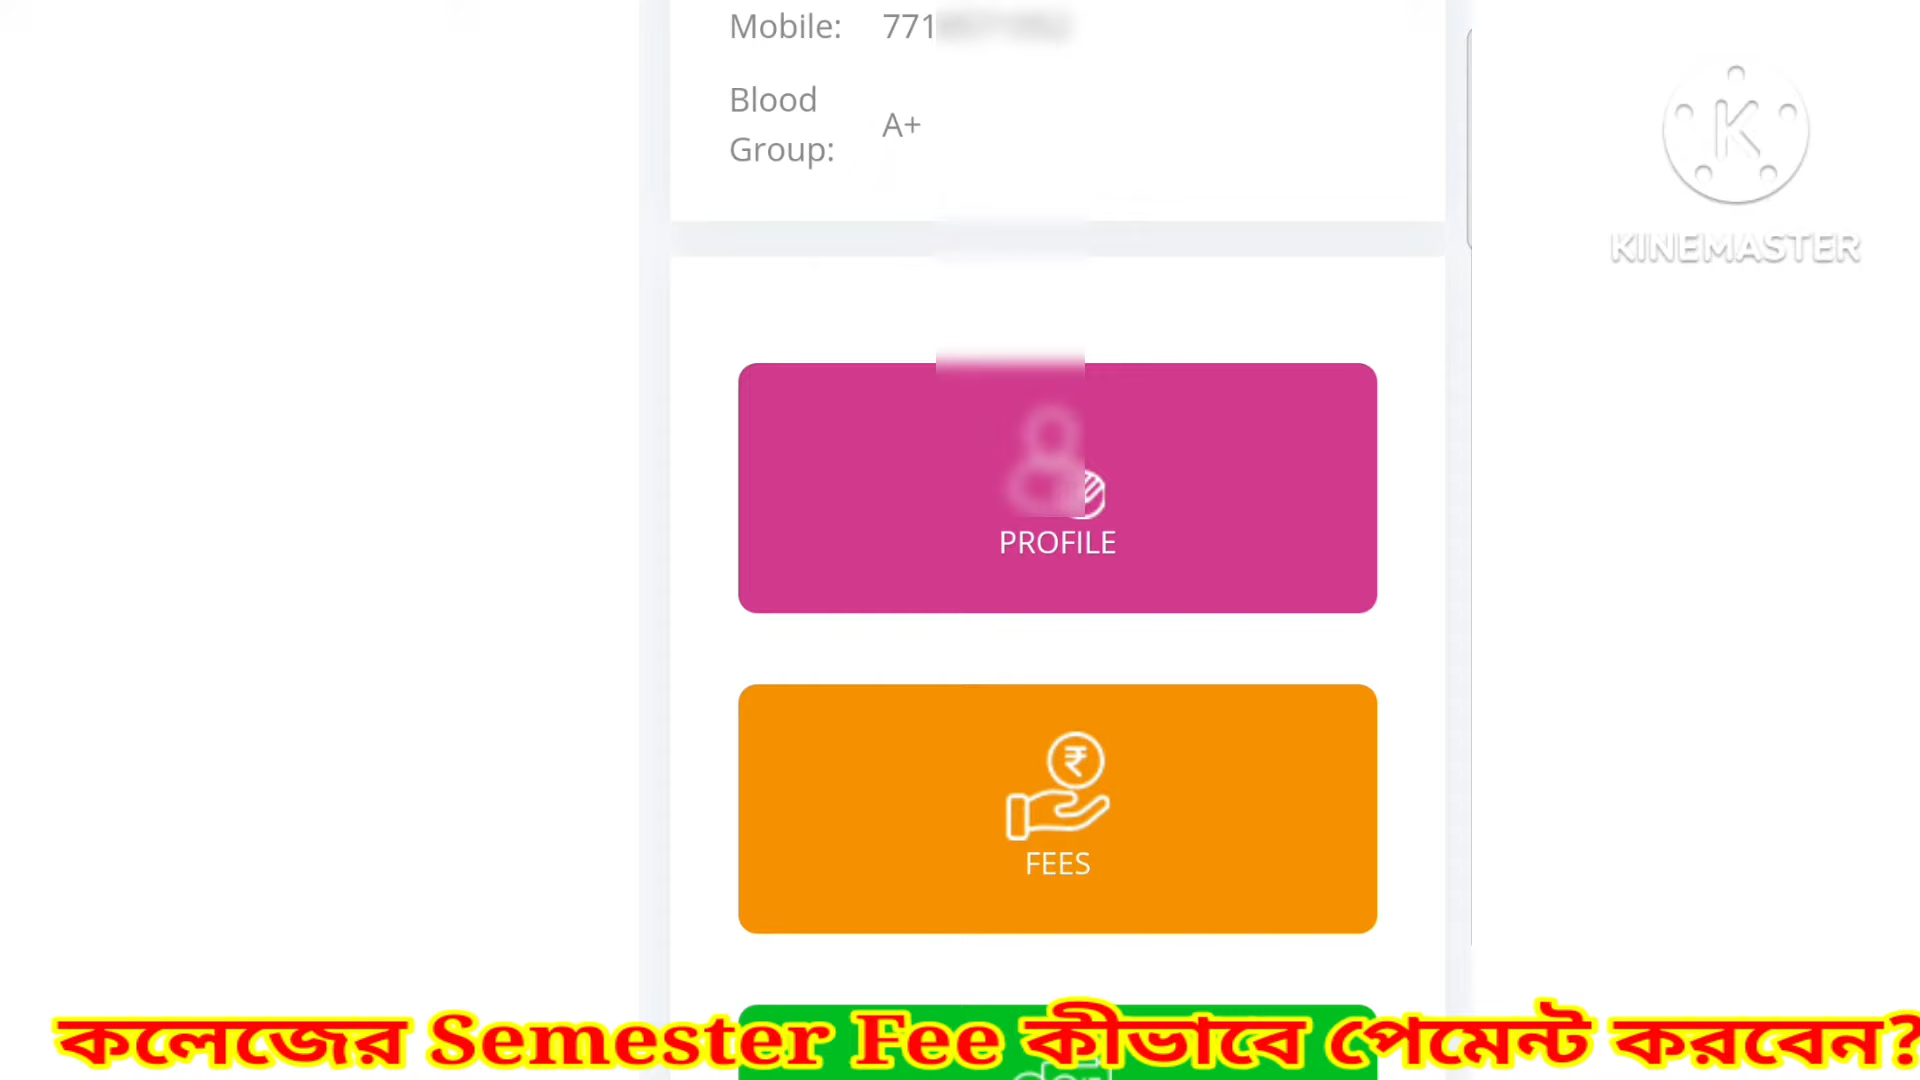 Mobile: 771
Blood Group: A+
KINEMASTER
PROFILE
₹
FEES
কলেজের Semester Fee কীভাবে পেমেন্ট করবেন?